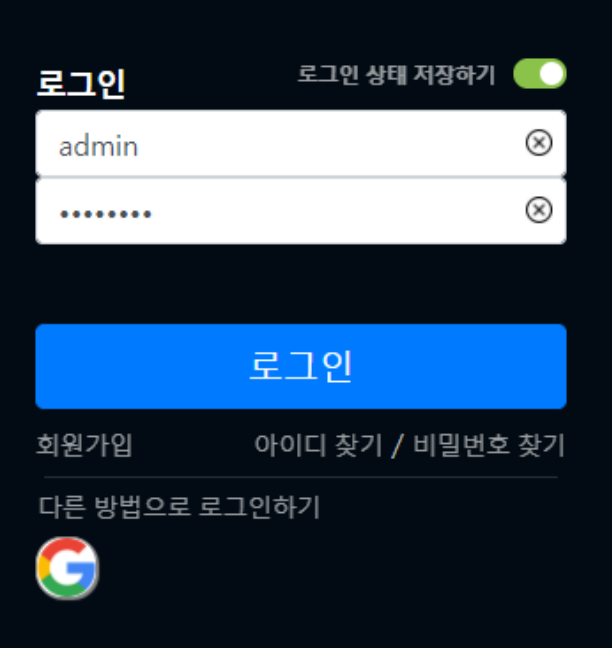 로그인
로그인 상태 저장하기
admin
••••••••
로그인
회원가입
아이디 찾기 / 비밀번호 찾기
다른 방법으로 로그인하기
G